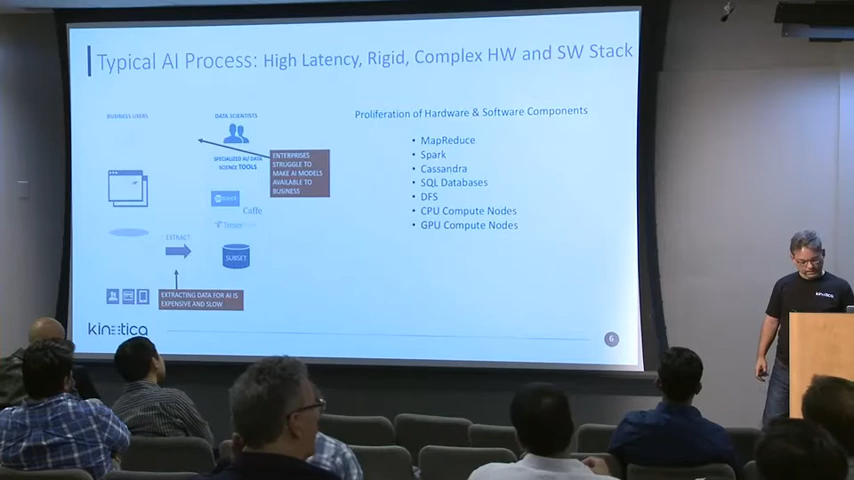 Typical AI Process: High Latency, Rigid, Complex HW and SW Stack
BUSINESS USERS
DATA SCIENTISTS
SPECIALIZED AI/ DATA
SCIENCE TOOLS
ENTERPRISES
STRUGGLE TO
MAKE AI MODELS
AVAILABLE TO
BUSINESS
Caffe
EXTRACT
SUBSET
EXTRACTING DATA FOR AI IS
EXPENSIVE AND SLOW
Proliferation of Hardware & Software Components
• MapReduce
• Spark
• Cassandra
• SQL Databases
• DFS
• CPU Compute Nodes
• GPU Compute Nodes
kinetica
6
kinetica